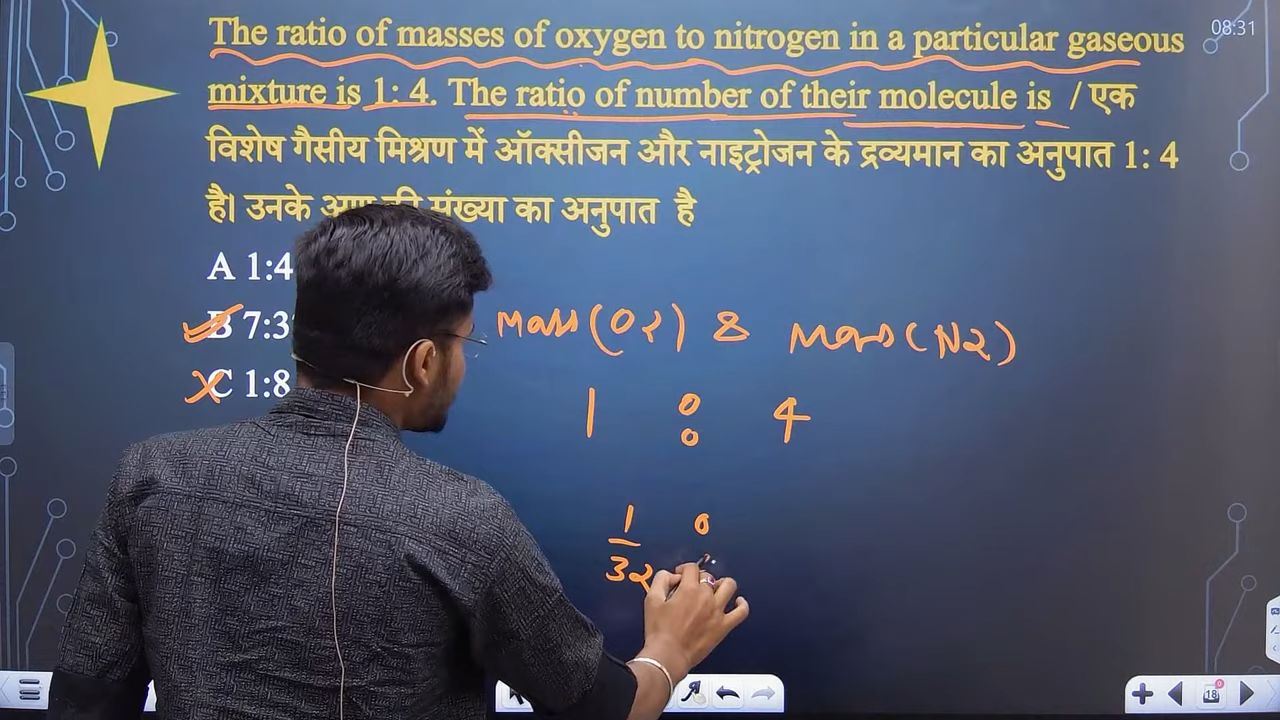 08:31
The ratio of masses of oxygen to nitrogen in a particular gaseous
mixture is 1: 4. The ratio of number of their molecule is / एक
विशेष गैसीय मिश्रण में ऑक्सीजन और नाइट्रोजन के द्रव्यमान का अनुपात 1: 4
है। उनके संख्या का अनुपात है
A 1:4
B 7:3
Mass (O2) & Mass (N2)
C 1:8
1 : 4
1
32
18